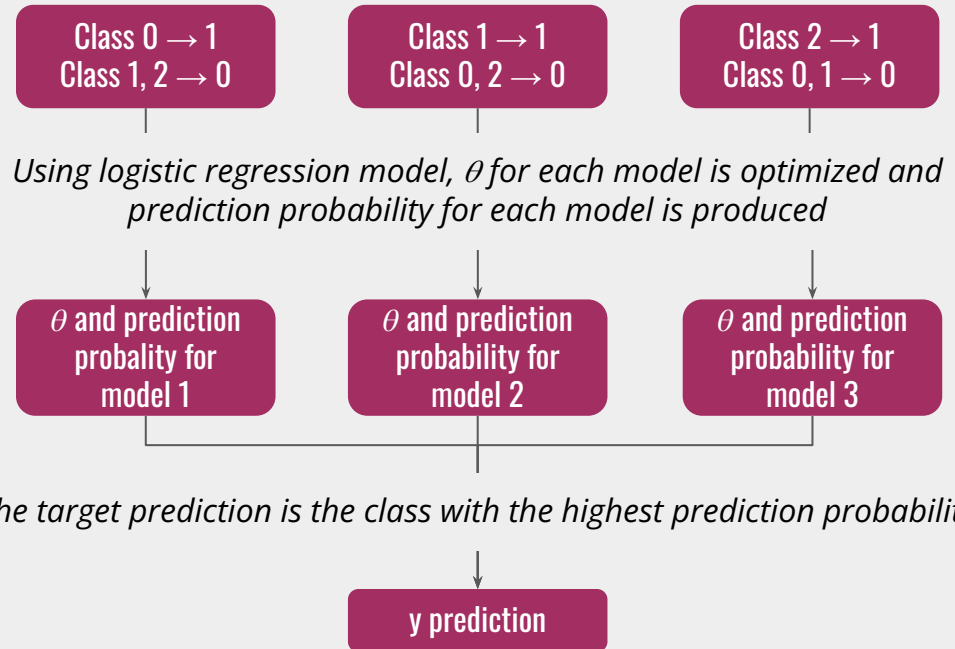 Class 0 → 1
Class 1, 2 → 0
Class 1 → 1
Class 0, 2 → 0
Class 2 → 1
Class 0, 1 → 0
Using logistic regression model, θ for each model is optimized and
prediction probability for each model is produced
θ and prediction
probality for
model 1
θ and prediction
probability for
model 2
θ and prediction
probability for
model 3
he target prediction is the class with the highest prediction probabilit
y prediction